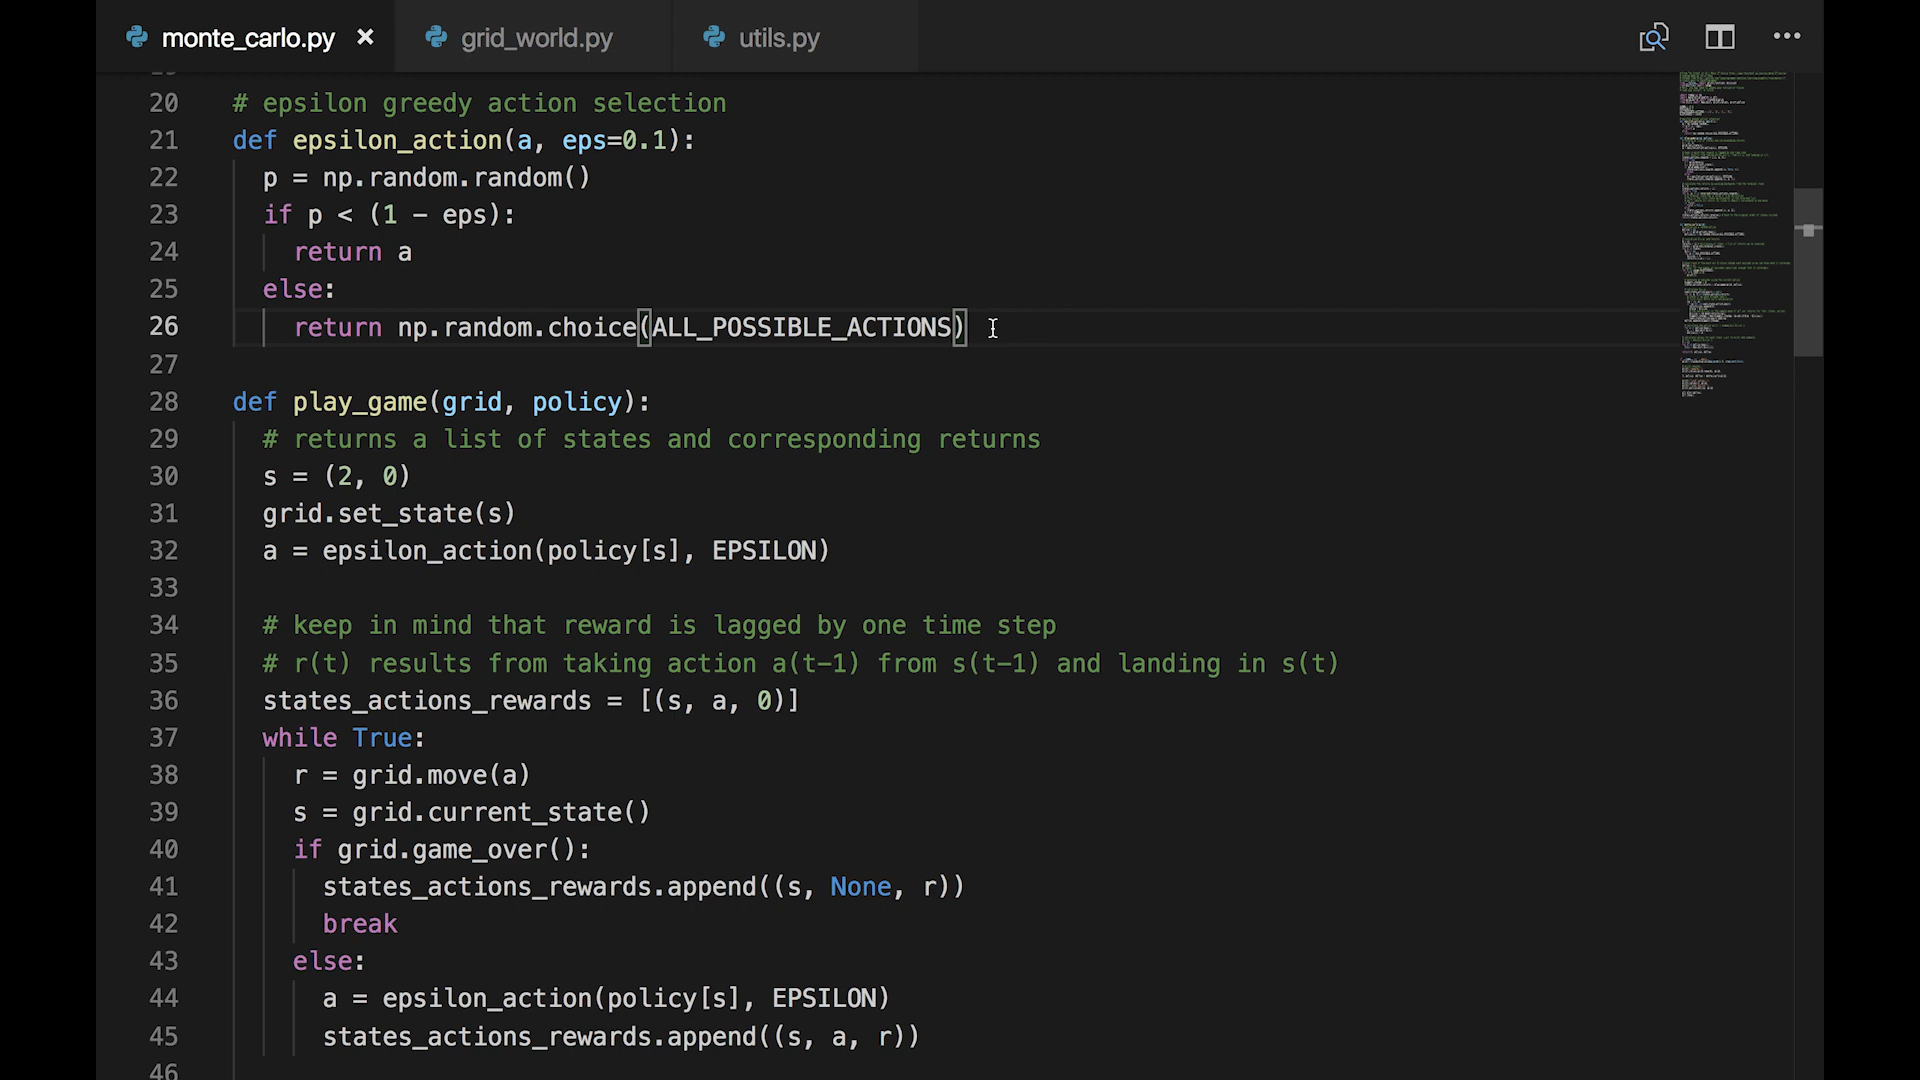 monte_carlo.py
grid_world.py
utils.py
20 # epsilon greedy action selection
21 def epsilon_action(a, eps=0.1):
22 p = np.random.random()
23 if p < (1 - eps):
24 return a
25 else:
26 return np.random.choice(ALL_POSSIBLE_ACTIONS)
27
28 def play_game(grid, policy):
29 # returns a list of states and corresponding returns
30 s = (2, 0)
31 grid.set_state(s)
32 a = epsilon_action(policy[s], EPSILON)
33
34 # keep in mind that reward is lagged by one time step
35 # r(t) results from taking action a(t-1) from s(t-1) and landing in s(t)
36 states_actions_rewards = [(s, a, 0)]
37 while True:
38 r = grid.move(a)
39 s = grid.current_state()
40 if grid.game_over():
41 states_actions_rewards.append((s, None, r))
42 break
43 else:
44 a = epsilon_action(policy[s], EPSILON)
45 states_actions_rewards.append((s, a, r))
46